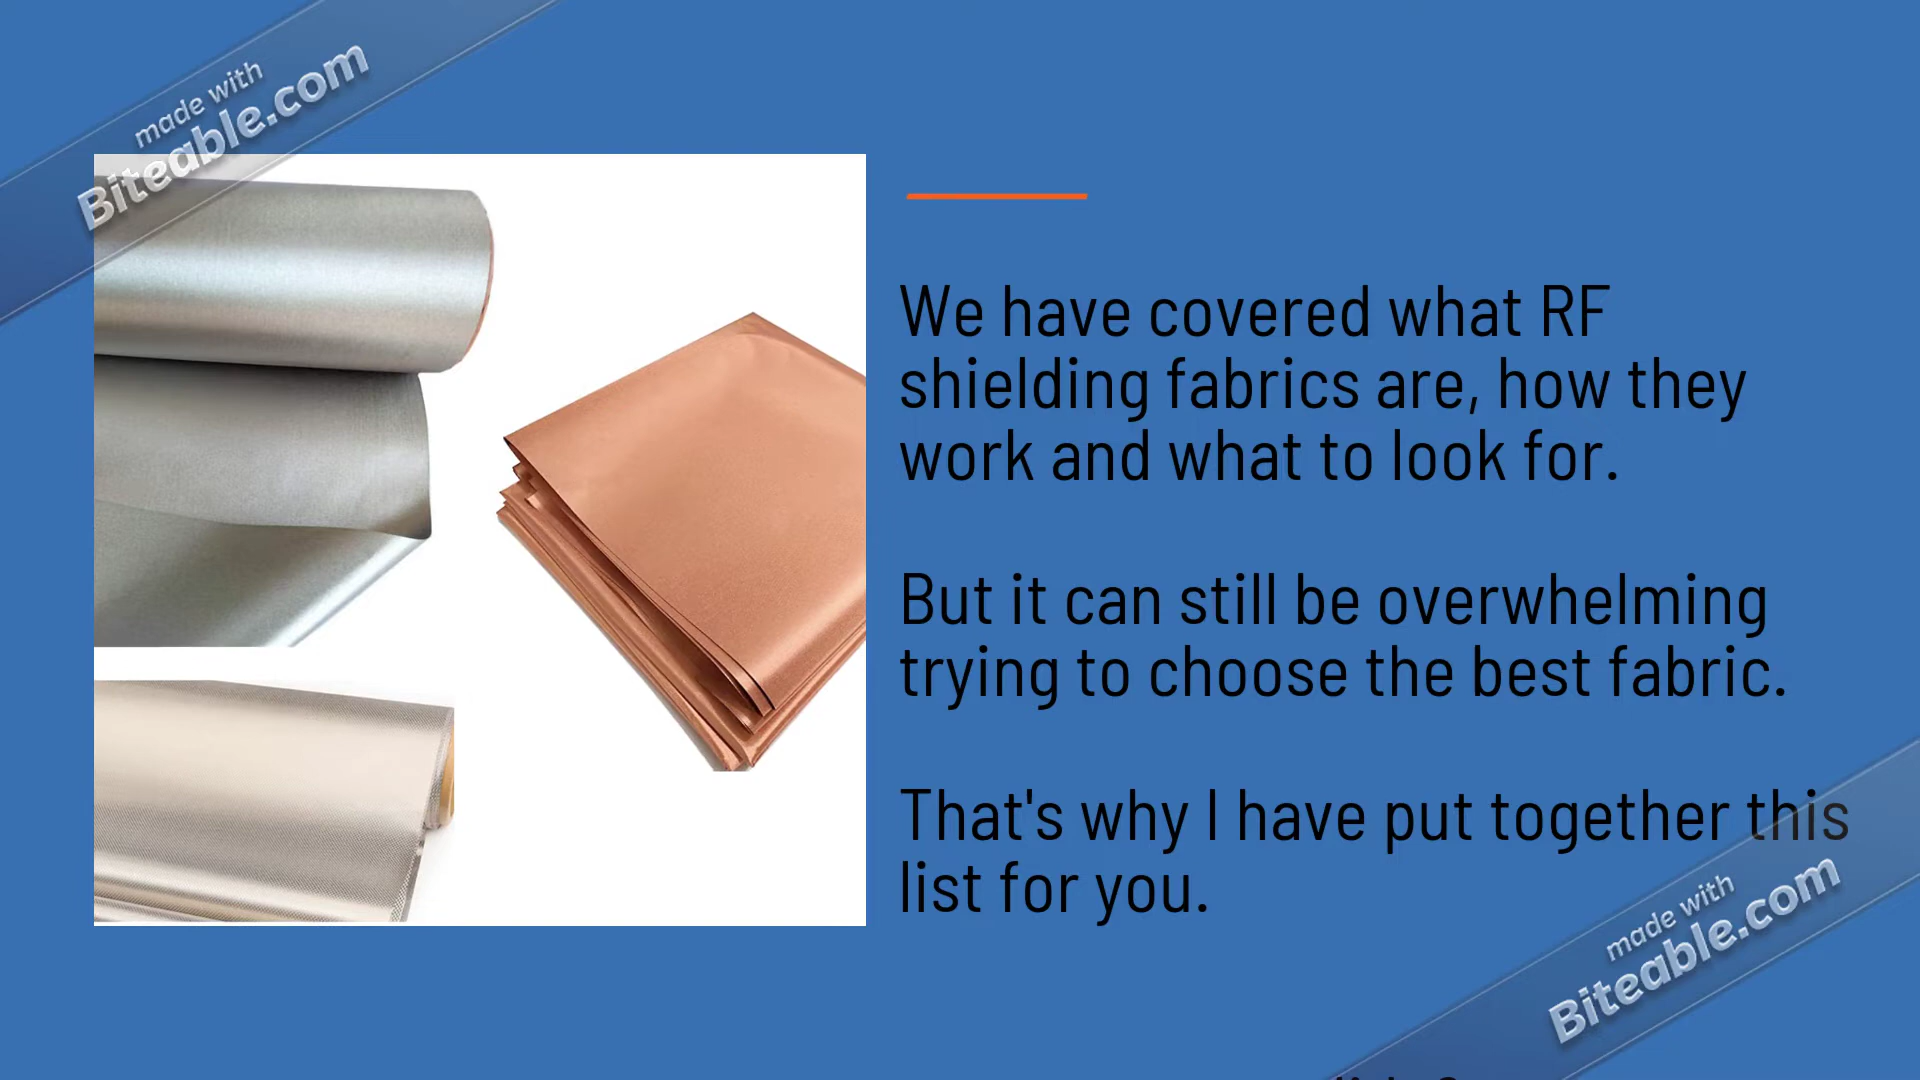 made with
Biteable.com
We have covered what RF
shielding fabrics are, how they
work and what to look for.
But it can still be overwhelming
trying to choose the best fabric.
That's why I have put together this
list for you.
made with
Biteable.com